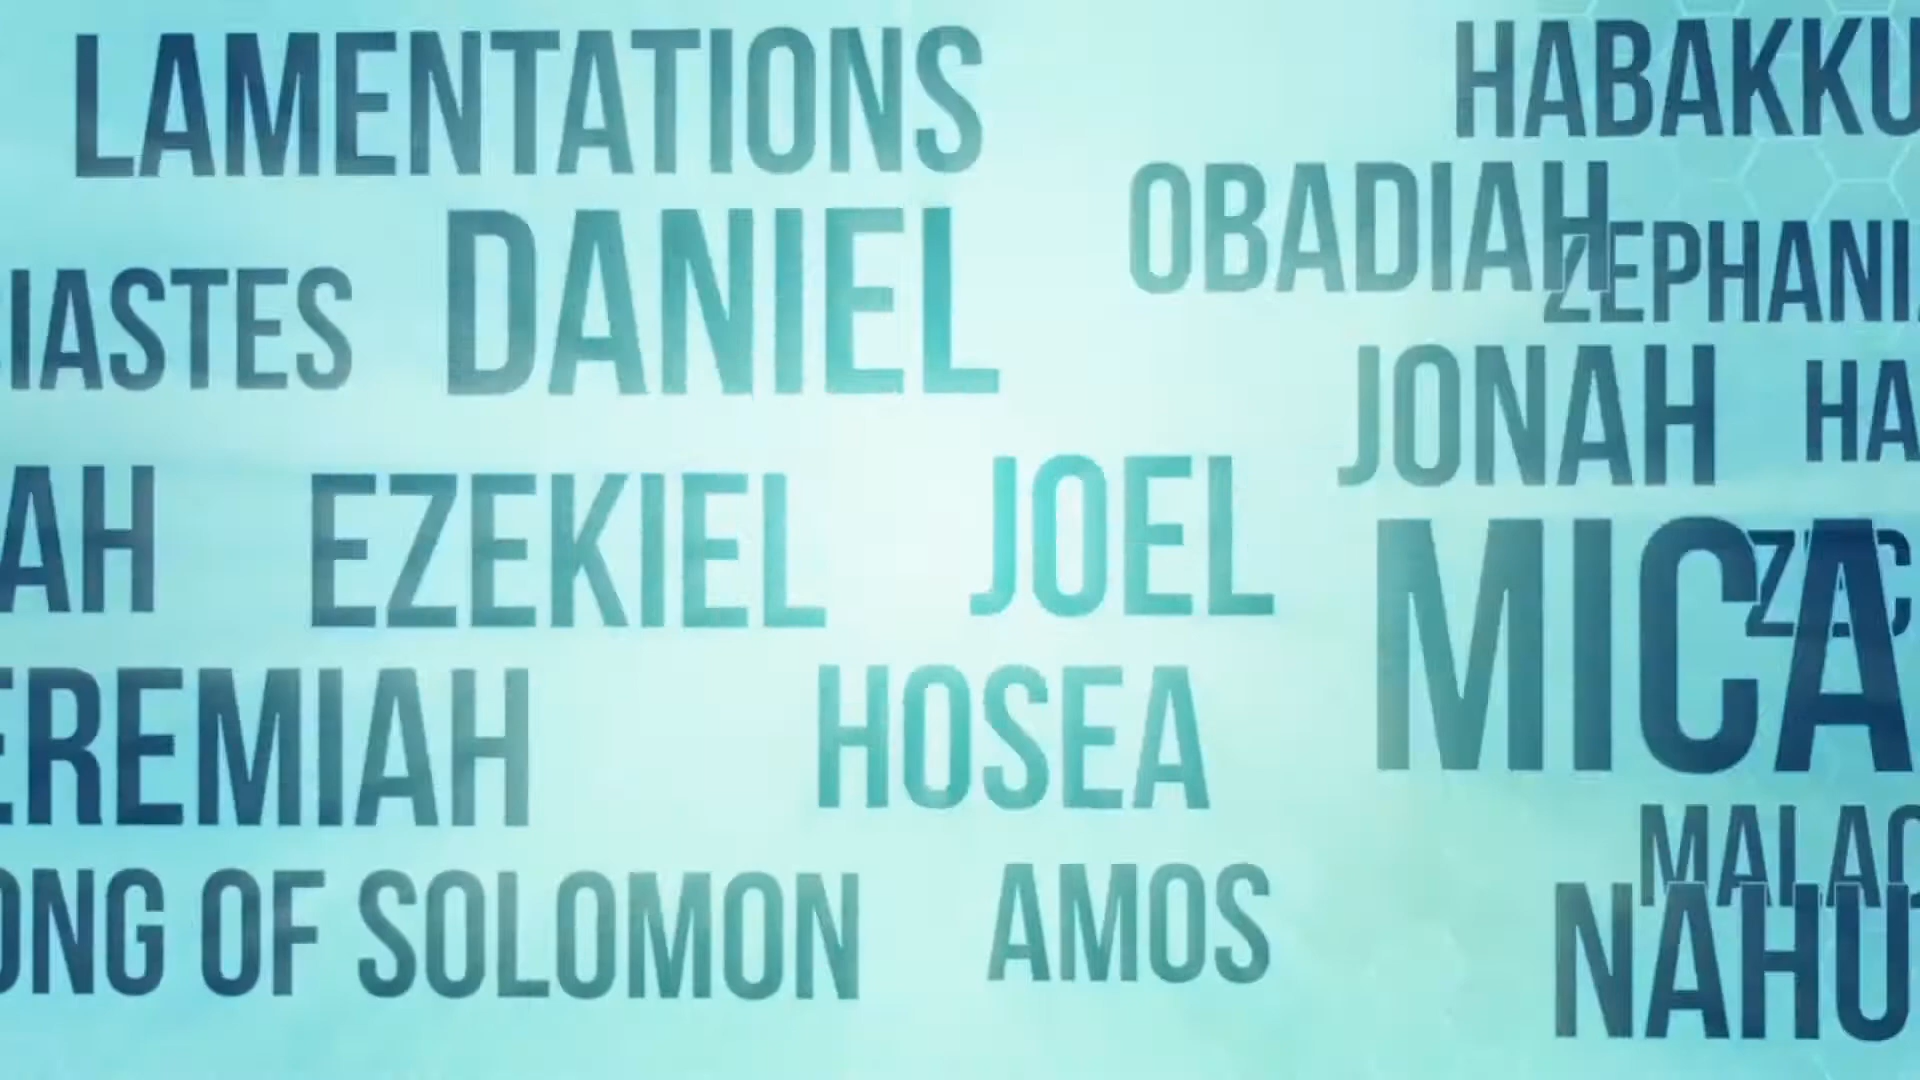 LAMENTATIONS
HABAKKU
OBADIAH
DANIEL
ZEPHANI
IASTES
JONAH
HA
AH
EZEKIEL
JOEL
MICA
ZEC
EREMIAH
HOSEA
MALAC
ONG OF SOLOMON
AMOS
NAHU